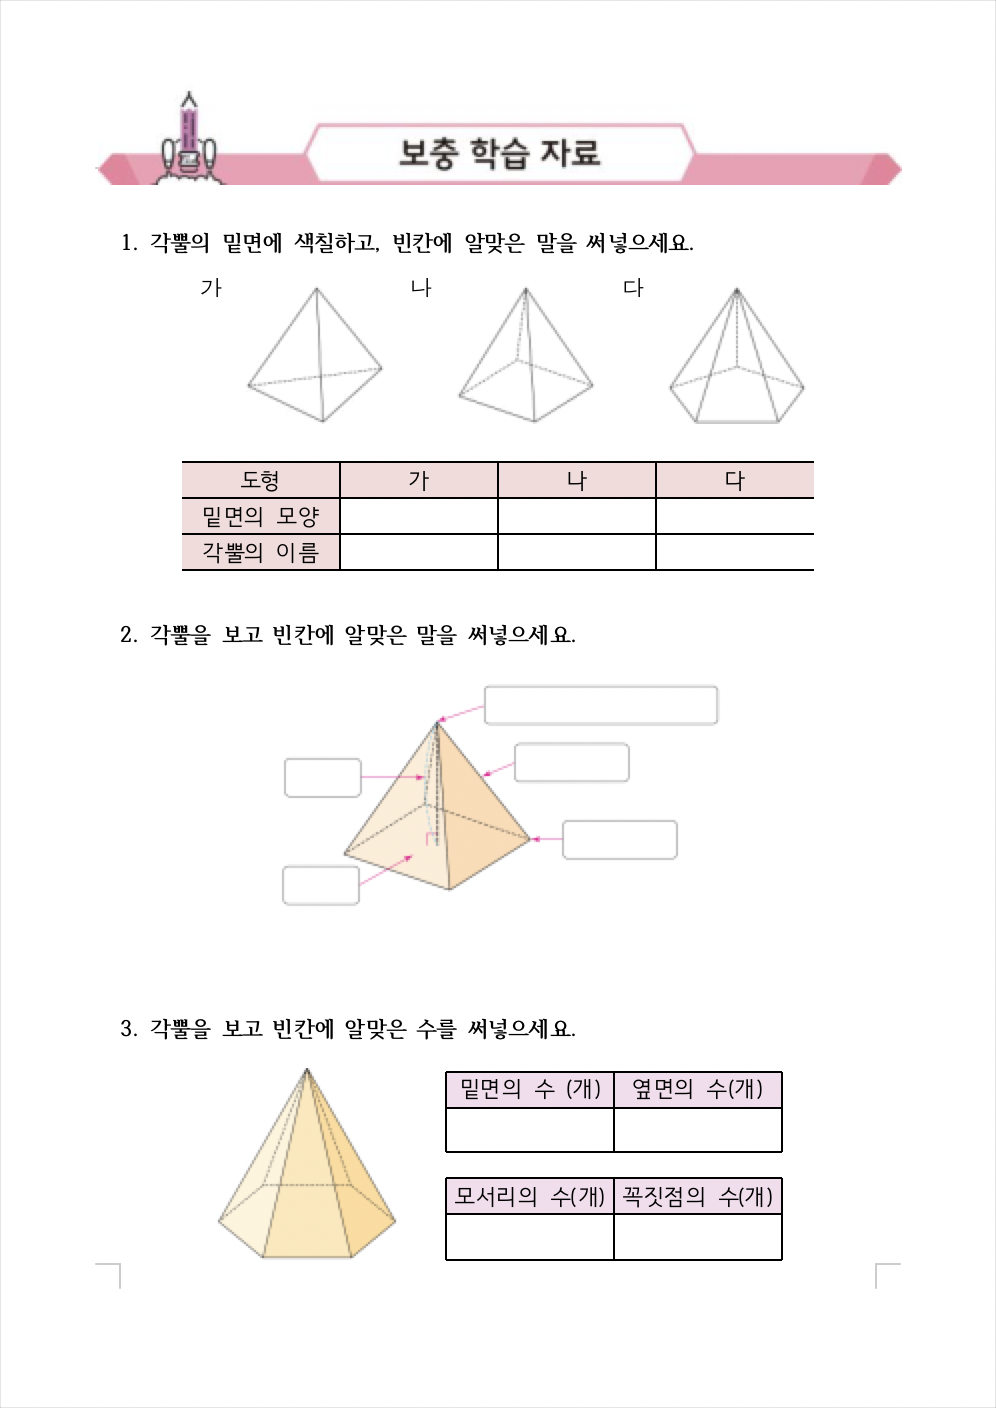 보충 학습 자료
1. 각뿔의 밑면에 색칠하고, 빈칸에 알맞은 말을 써넣으세요.
가 나 다
도형 가 나 다
밑면의 모양
각뿔의 이름
2. 각뿔을 보고 빈칸에 알맞은 말을 써넣으세요.
3. 각뿔을 보고 빈칸에 알맞은 수를 써넣으세요.
밑면의 수 (개) 옆면의 수(개)
모서리의 수(개) 꼭짓점의 수(개)